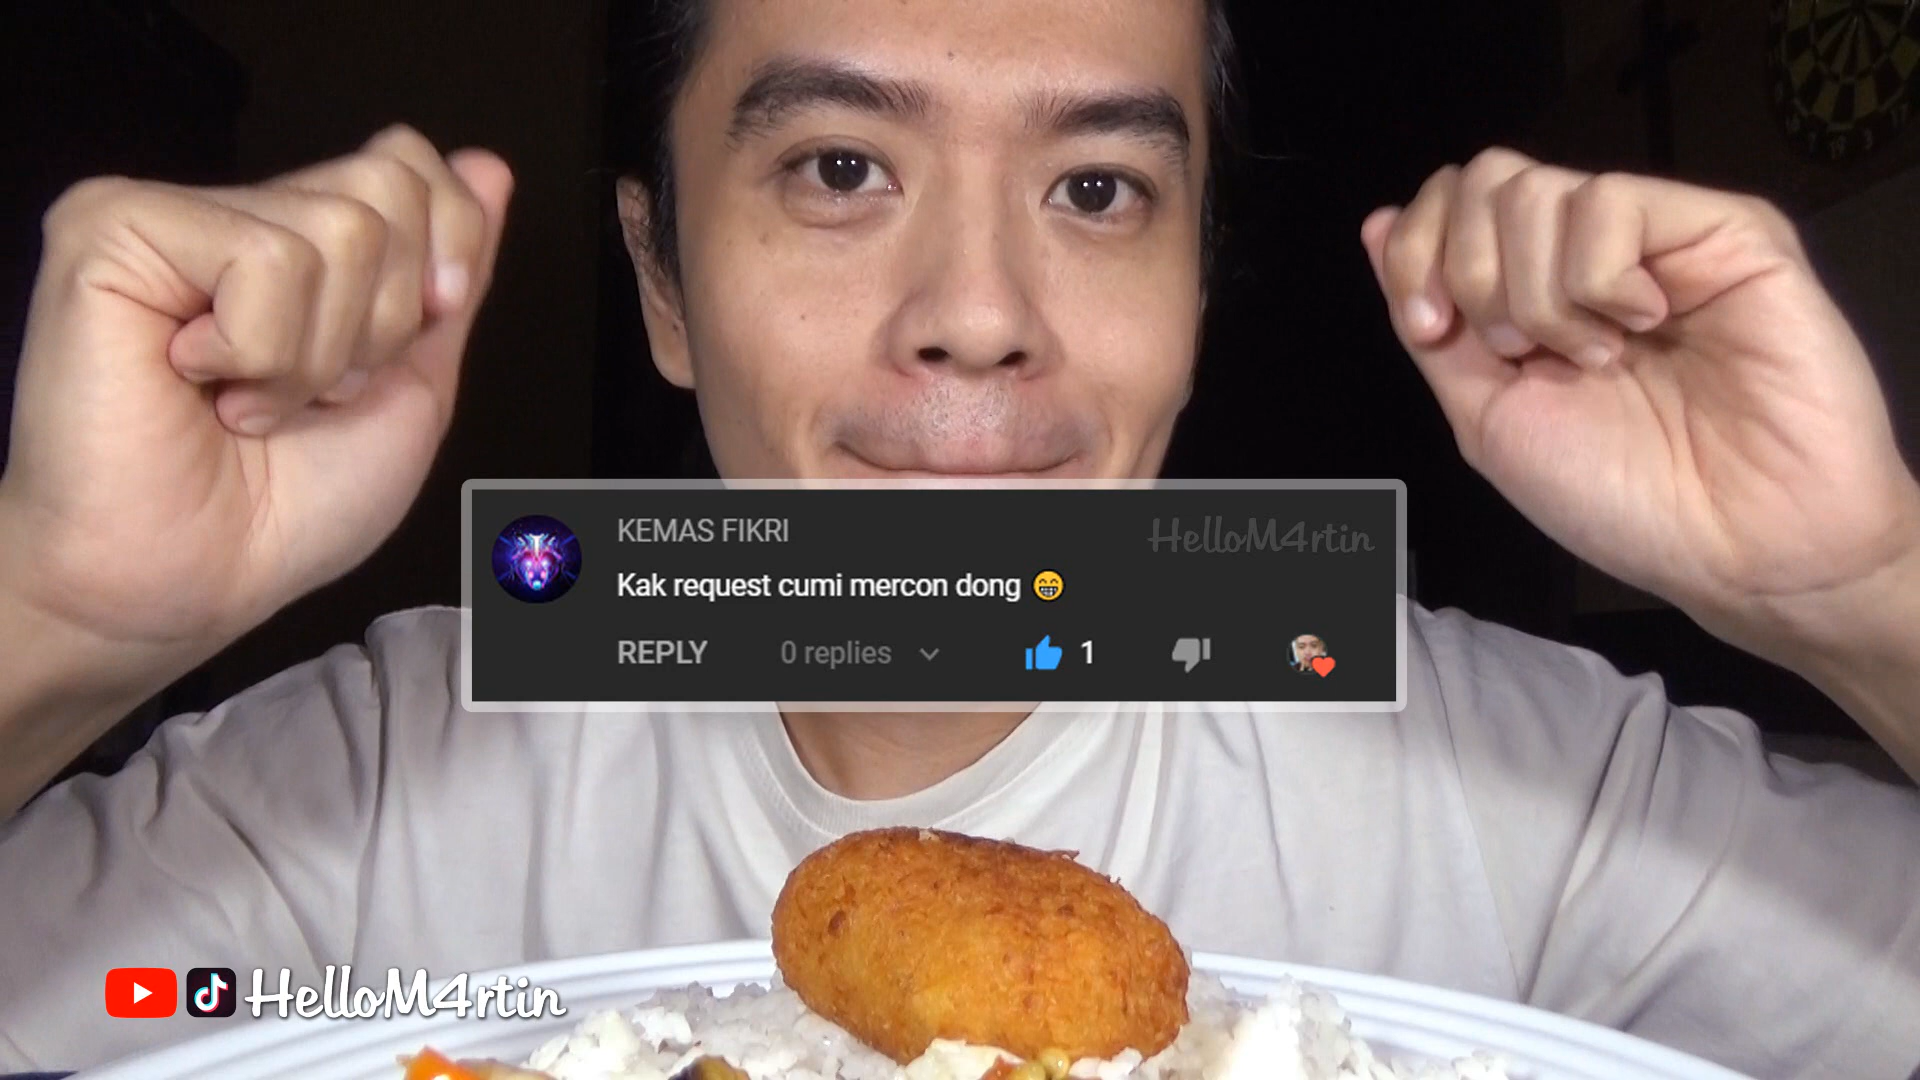 KEMAS FIKRI
HelloM4rtin
Kak request cumi mercon dong 😁
REPLY 0 replies 1
HelloM4rtin